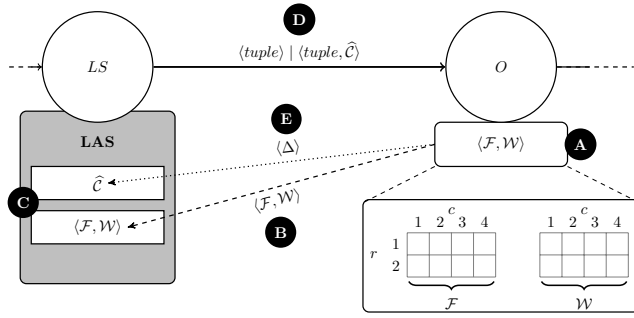 D
⟨tuple⟩ | ⟨tuple, Ĉ⟩
LS
O
E
LAS
⟨Δ⟩
⟨F, W⟩
A
Ĉ
C
⟨F, W⟩
⟨F, W⟩
B
c
c
1 2 3 4
1 2 3 4
r
1
2
F
W